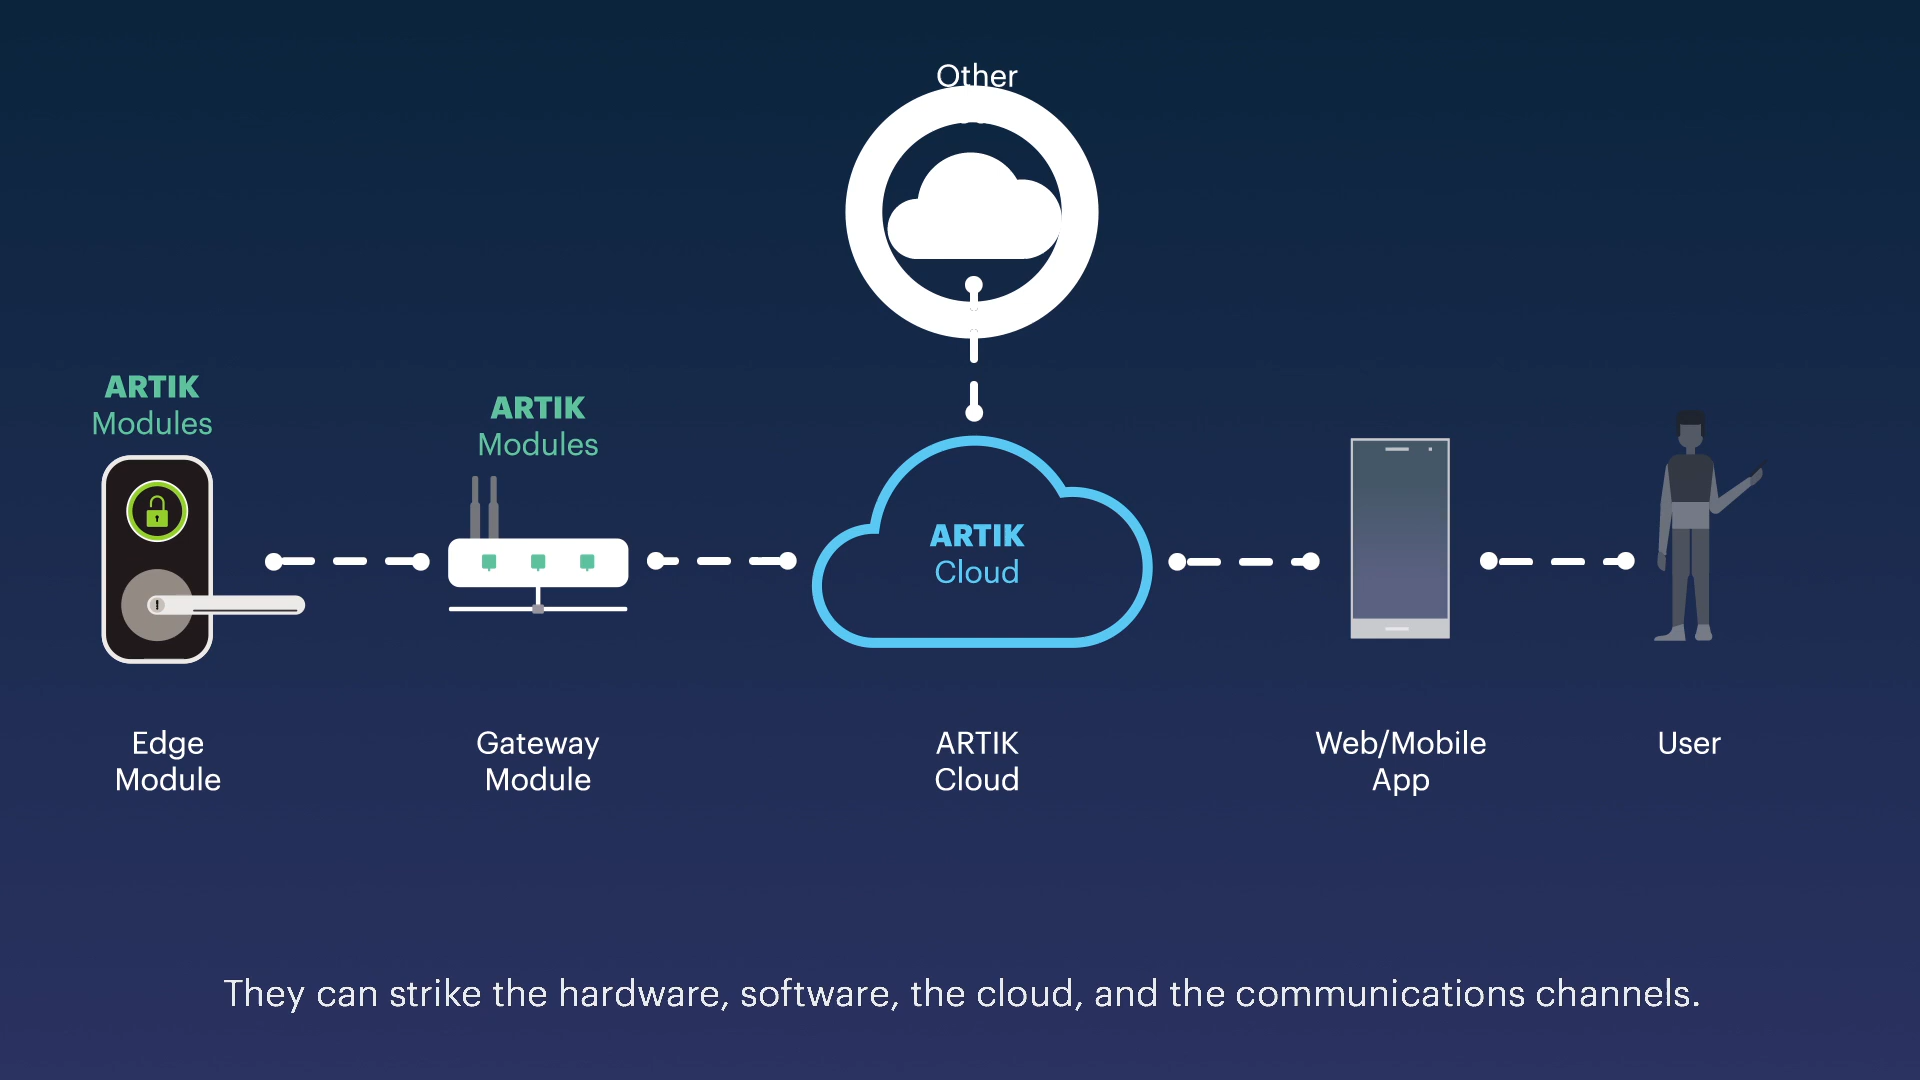 Other
ARTIK
Modules
ARTIK
Modules
ARTIK
Cloud
Edge
Module
Gateway
Module
ARTIK
Cloud
Web/Mobile
App
User
They can strike the hardware, software, the cloud, and the communications channels.